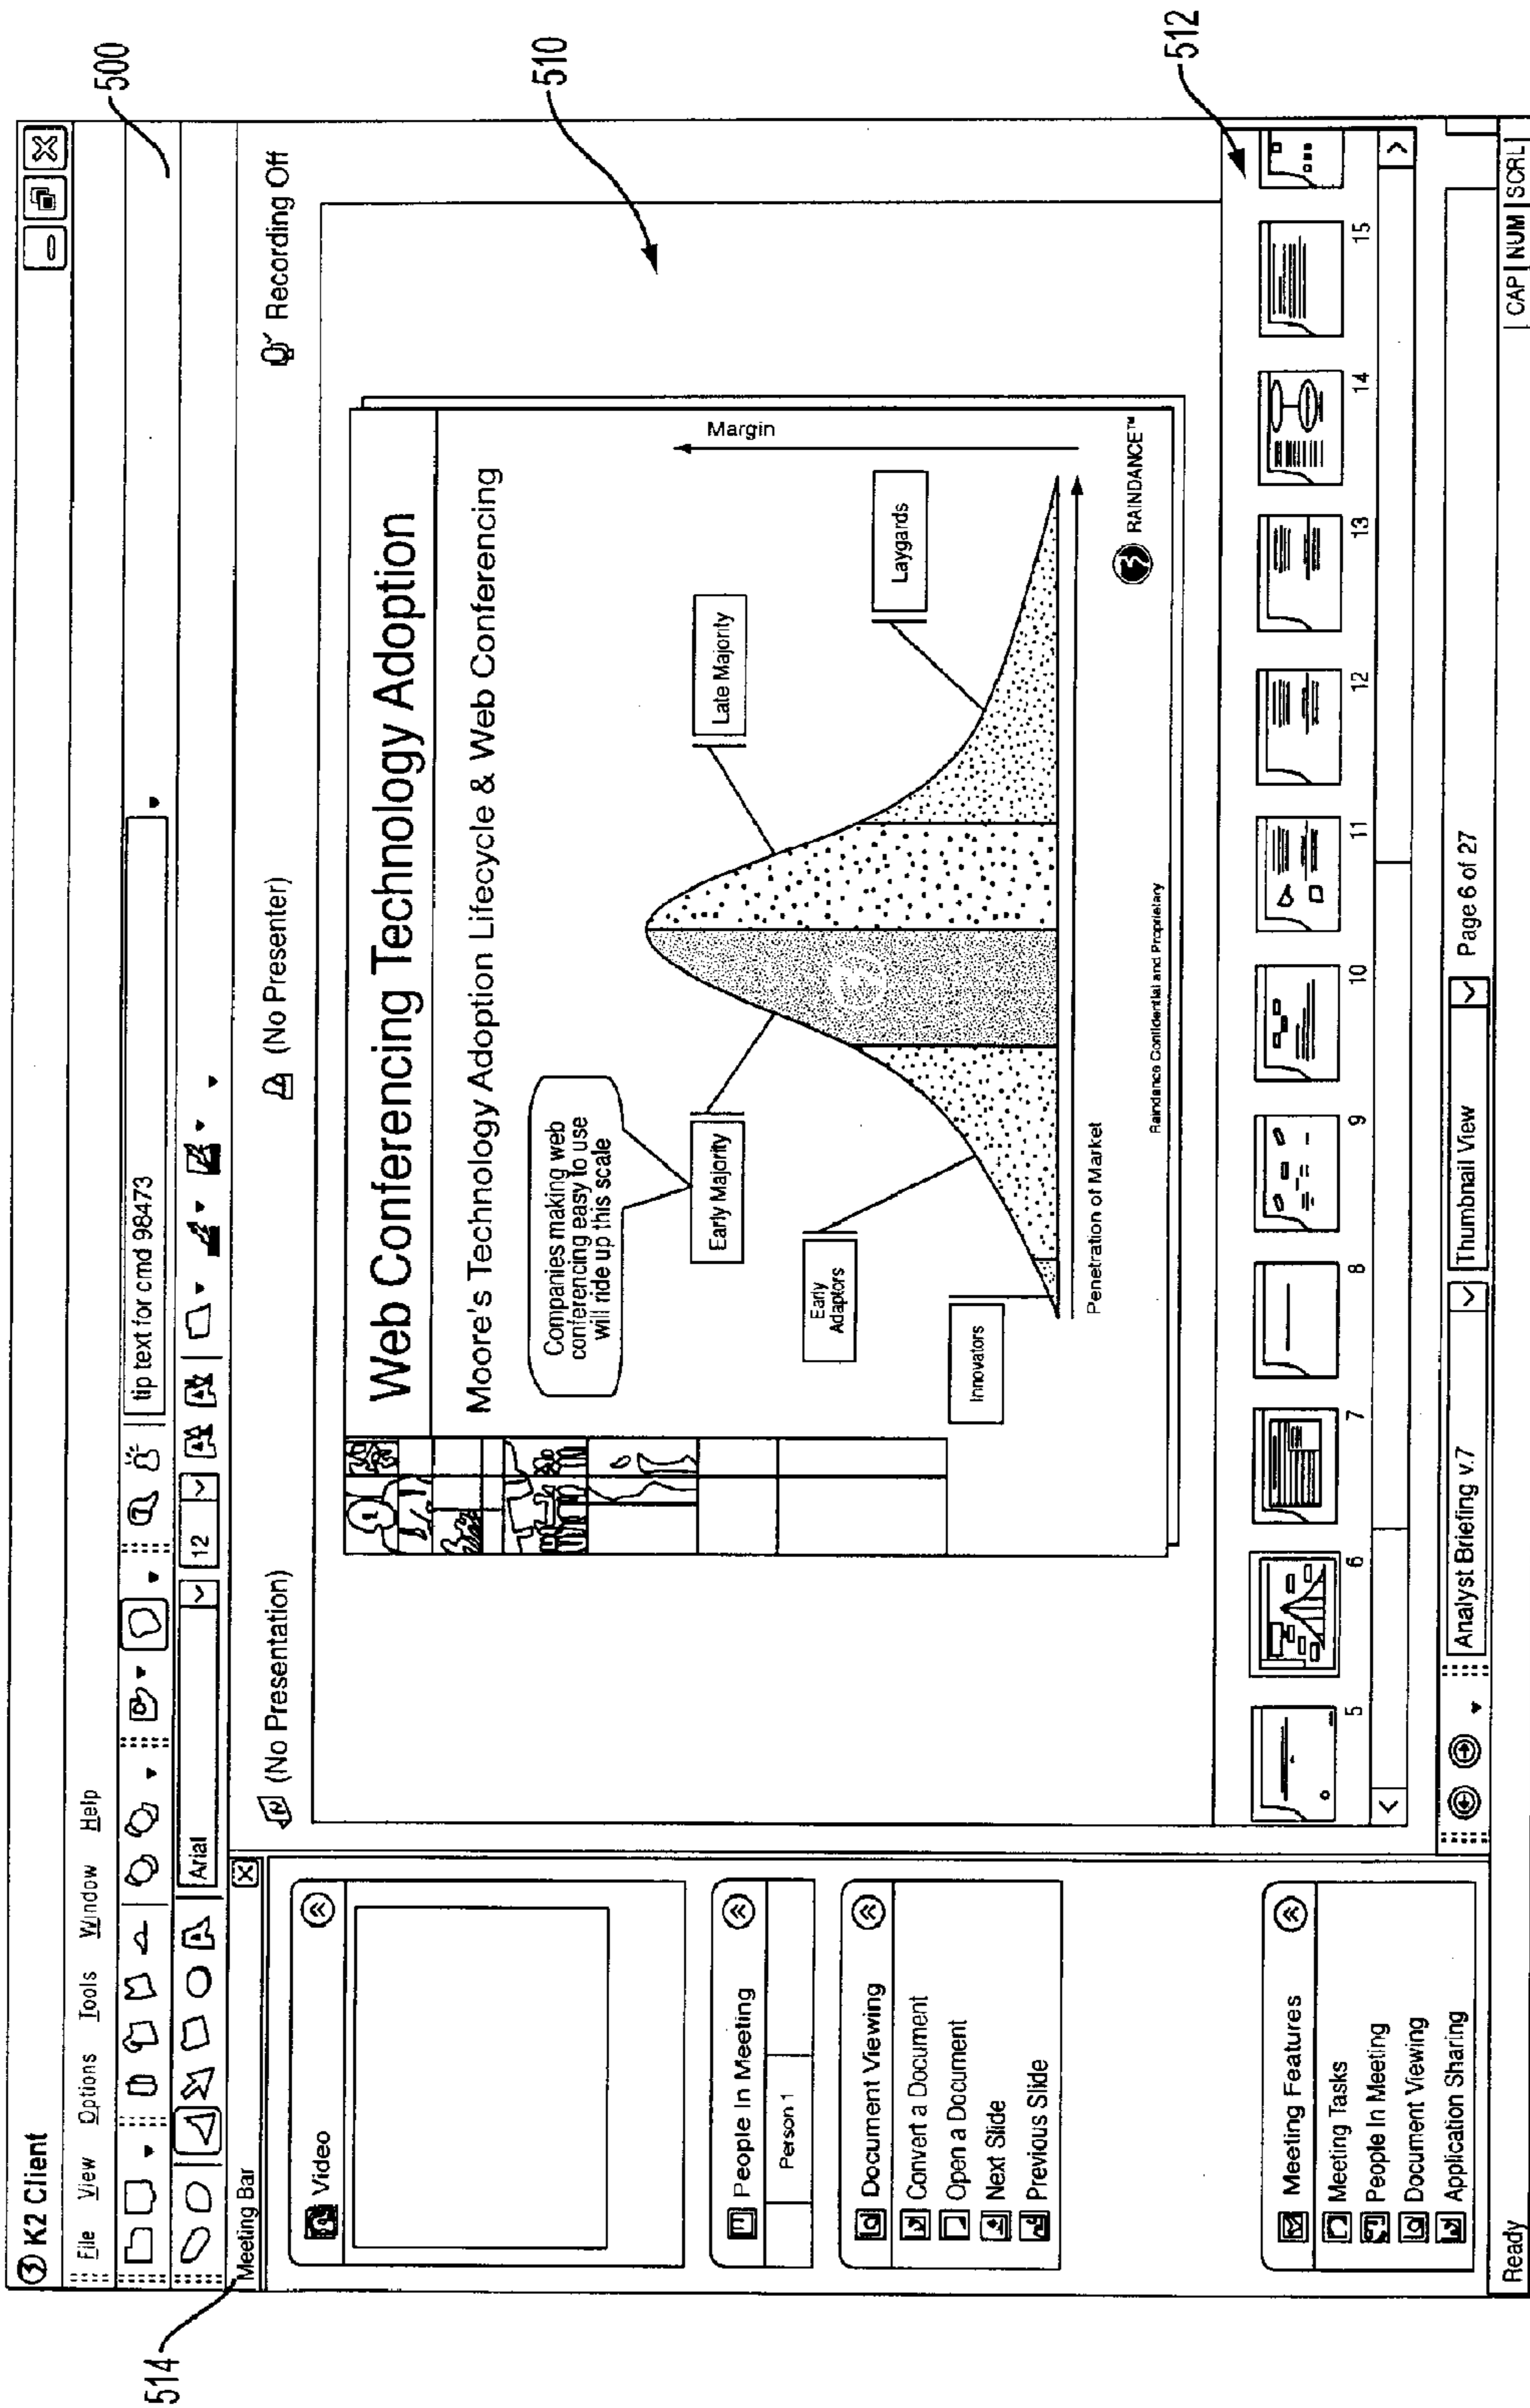 500
K2 Client
File View Options Tools Window Help
tip text for cmd 98473
Arial
12
514
Meeting Bar
(No Presentation)
(No Presenter)
Recording Off
510
Video
People In Meeting
Person 1
Document Viewing
Convert a Document
Open a Document
Next Slide
Previous Slide
Meeting Features
Meeting Tasks
People In Meeting
Document Viewing
Application Sharing
Web Conferencing Technology Adoption
Moore's Technology Adoption Lifecycle & Web Conferencing
Companies making web
conferencing easy to use
will ride up this scale
Early Majority
Late Majority
Margin
Early
Adaptors
Laygards
Innovators
Penetration of Market
RAINDANCE™
Raindance Confidential and Proprietary
512
5 6 7 8 9 10 11 12 13 14 15
Analyst Briefing v.7
Thumbnail View
Page 6 of 27
Ready
CAP NUM SCRL